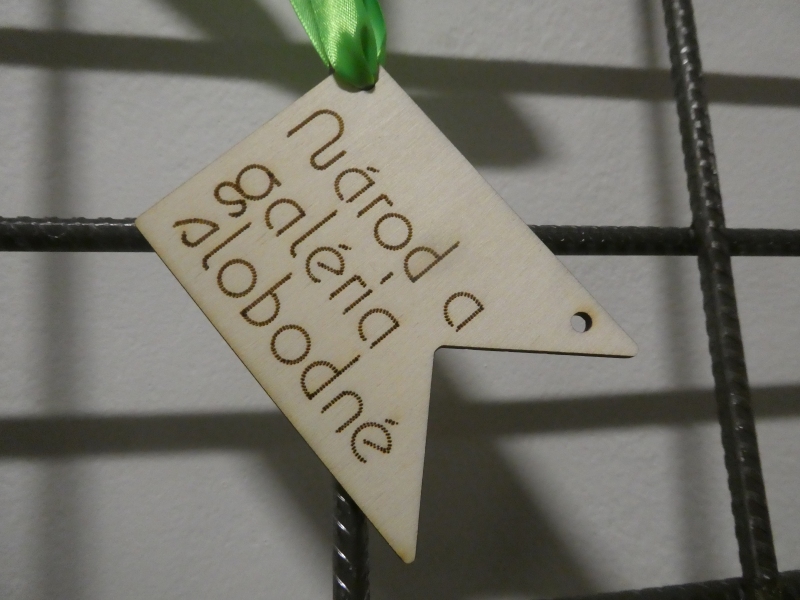 Národ a
galéria
slobodné